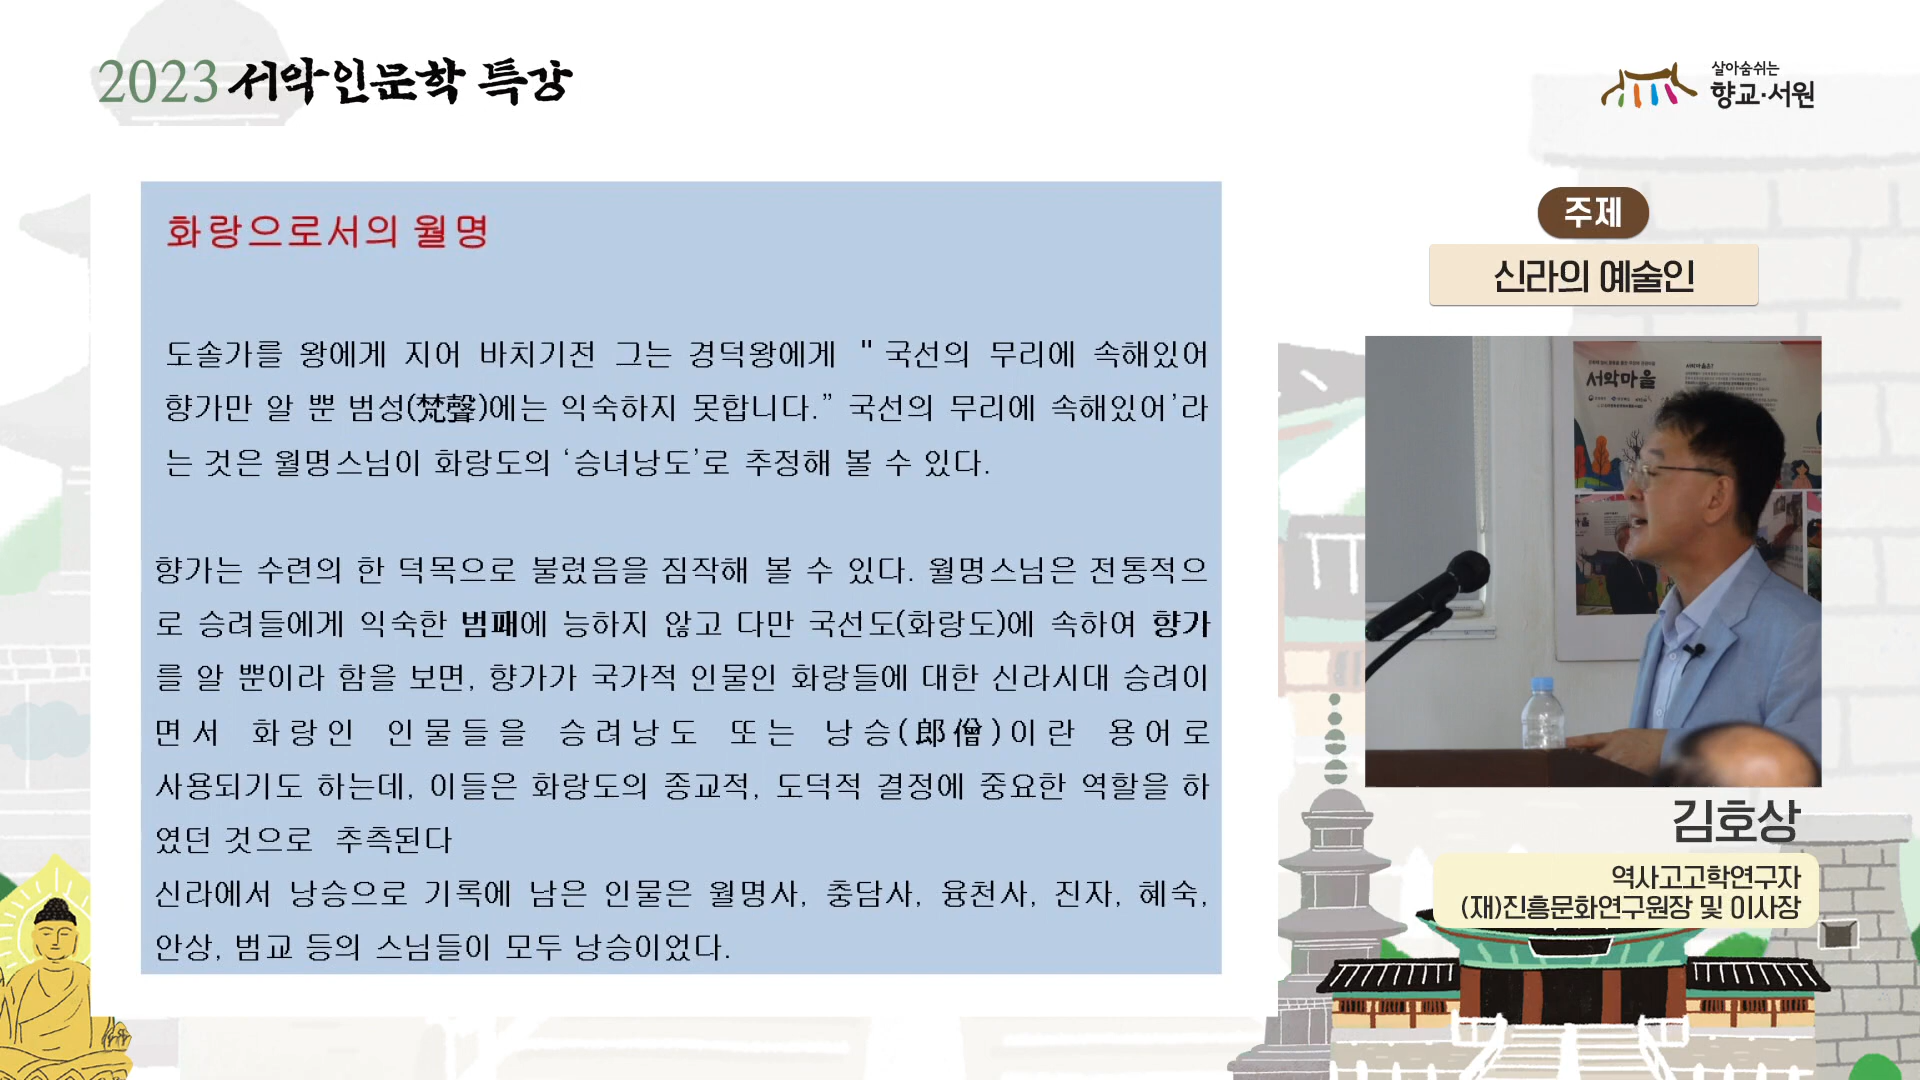 2023 서악인문학 특강
살아숨쉬는
향교·서원
화랑으로서의 월명
도솔가를 왕에게 지어 바치기전 그는 경덕왕에게 " 국선의 무리에 속해있어
향가만 알 뿐 범성(梵聲)에는 익숙하지 못합니다.” 국선의 무리에 속해있어’라
는 것은 월명스님이 화랑도의 ‘승녀낭도’로 추정해 볼 수 있다.
향가는 수련의 한 덕목으로 불렀음을 짐작해 볼 수 있다. 월명스님은 전통적으
로 승려들에게 익숙한 범패에 능하지 않고 다만 국선도(화랑도)에 속하여 향가
를 알 뿐이라 함을 보면, 향가가 국가적 인물인 화랑들에 대한 신라시대 승려이
면서 화랑인 인물들을 승려낭도 또는 낭승(郎僧)이란 용어로
사용되기도 하는데, 이들은 화랑도의 종교적, 도덕적 결정에 중요한 역할을 하
였던 것으로 추측된다
신라에서 낭승으로 기록에 남은 인물은 월명사, 충담사, 융천사, 진자, 혜숙,
안상, 범교 등의 스님들이 모두 낭승이었다.
주제
신라의 예술인
서악마을
김호상
역사고고학연구자
(재)진흥문화연구원장 및 이사장